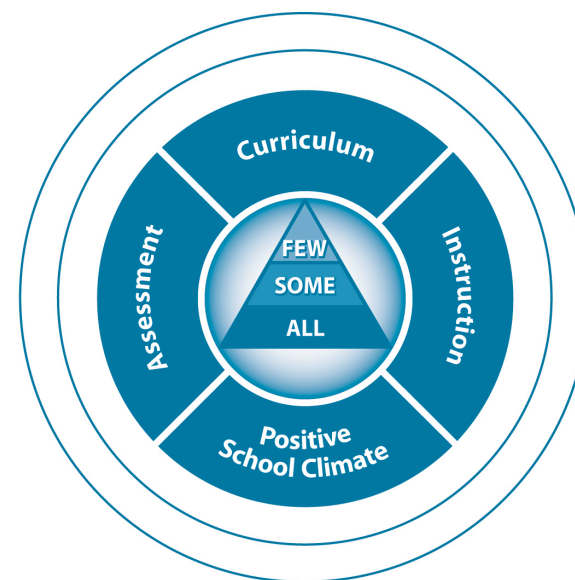 Curriculum
Assessment
FEW
SOME
ALL
Instruction
Positive
School Climate